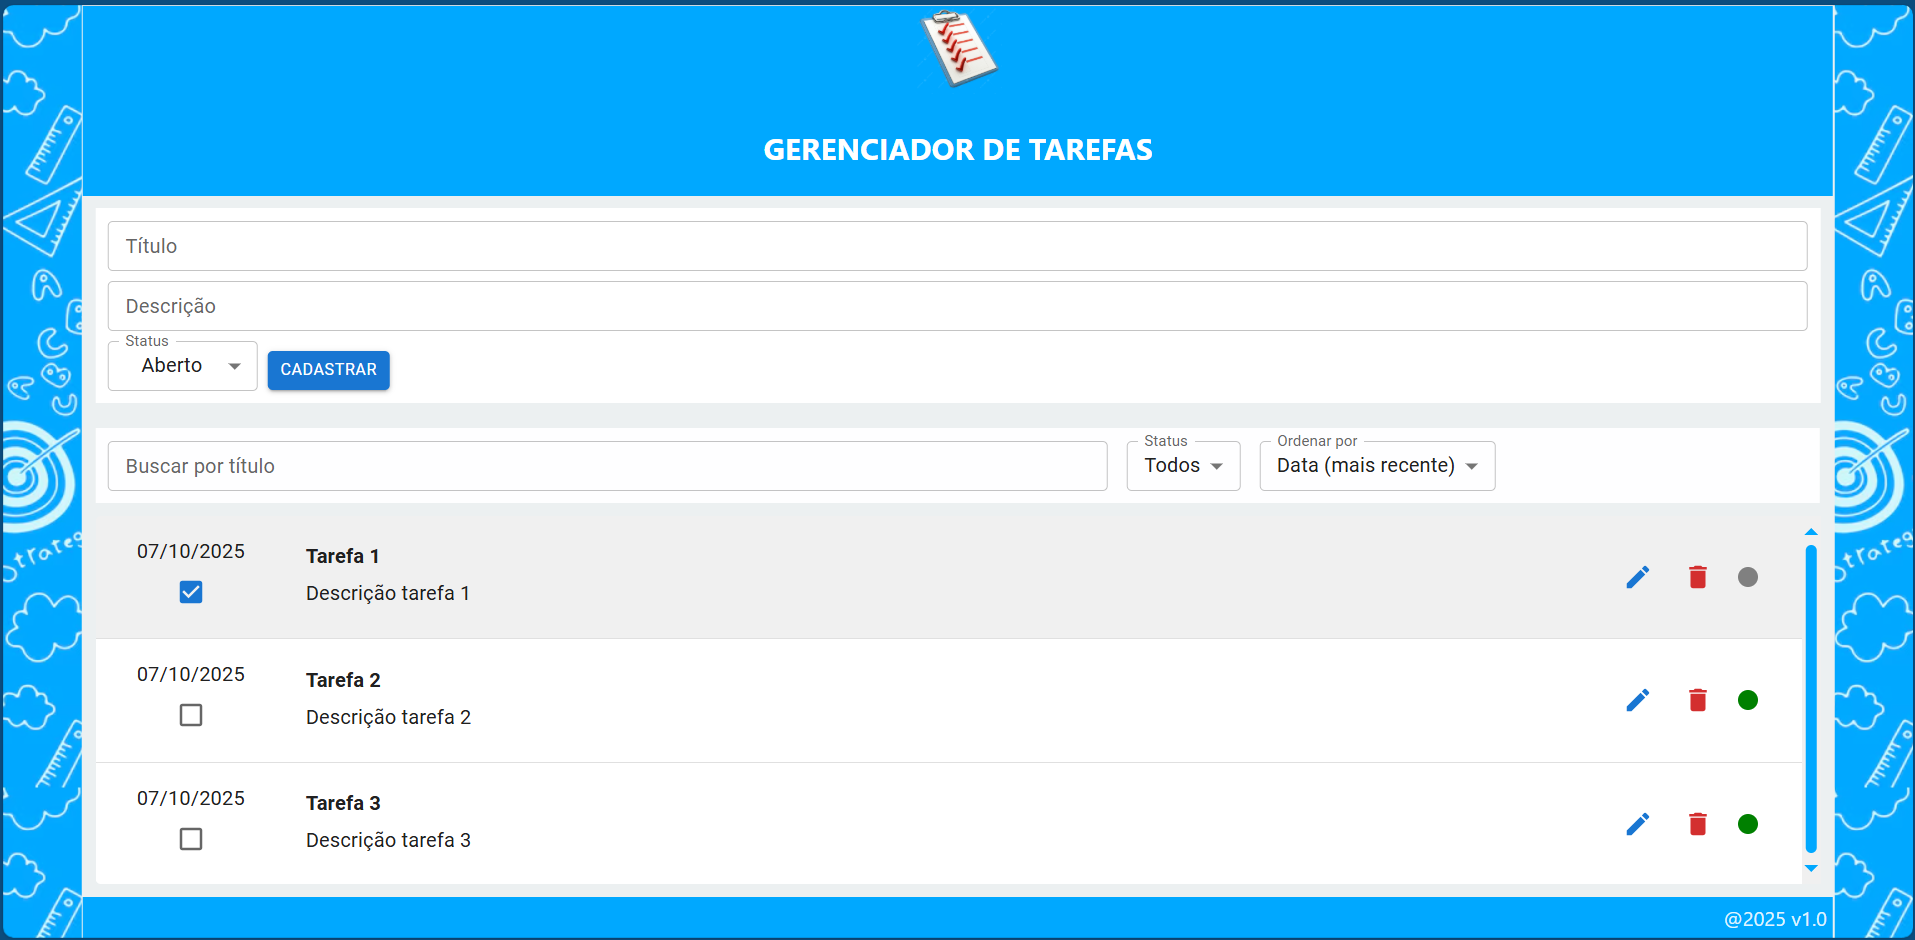 GERENCIADOR DE TAREFAS
Título
Descrição
Status
Aberto
CADASTRAR
Buscar por título
Status
Todos
Ordenar por
Data (mais recente)
07/10/2025
Tarefa 1
Descrição tarefa 1
07/10/2025
Tarefa 2
Descrição tarefa 2
07/10/2025
Tarefa 3
Descrição tarefa 3
@2025 v1.0